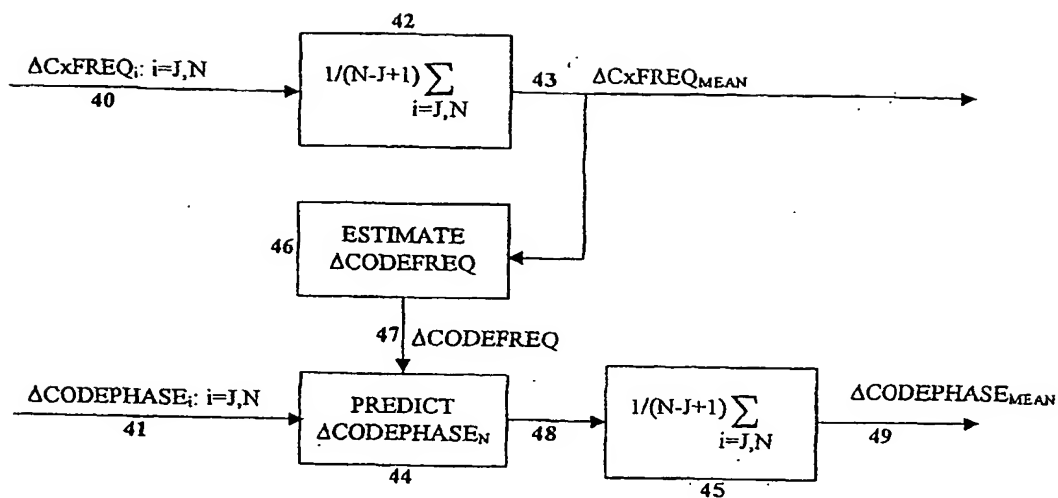 42
ΔCxFREQi: i=J,N
40
1/(N-J+1) ∑
i=J,N
43
ΔCxFREQMEAN
46
ESTIMATE
ΔCODEFREQ
47
ΔCODEFREQ
ΔCODEPHASEi: i=J,N
41
PREDICT
ΔCODEPHASEN
44
48
1/(N-J+1) ∑
i=J,N
45
ΔCODEPHASEMEAN
49